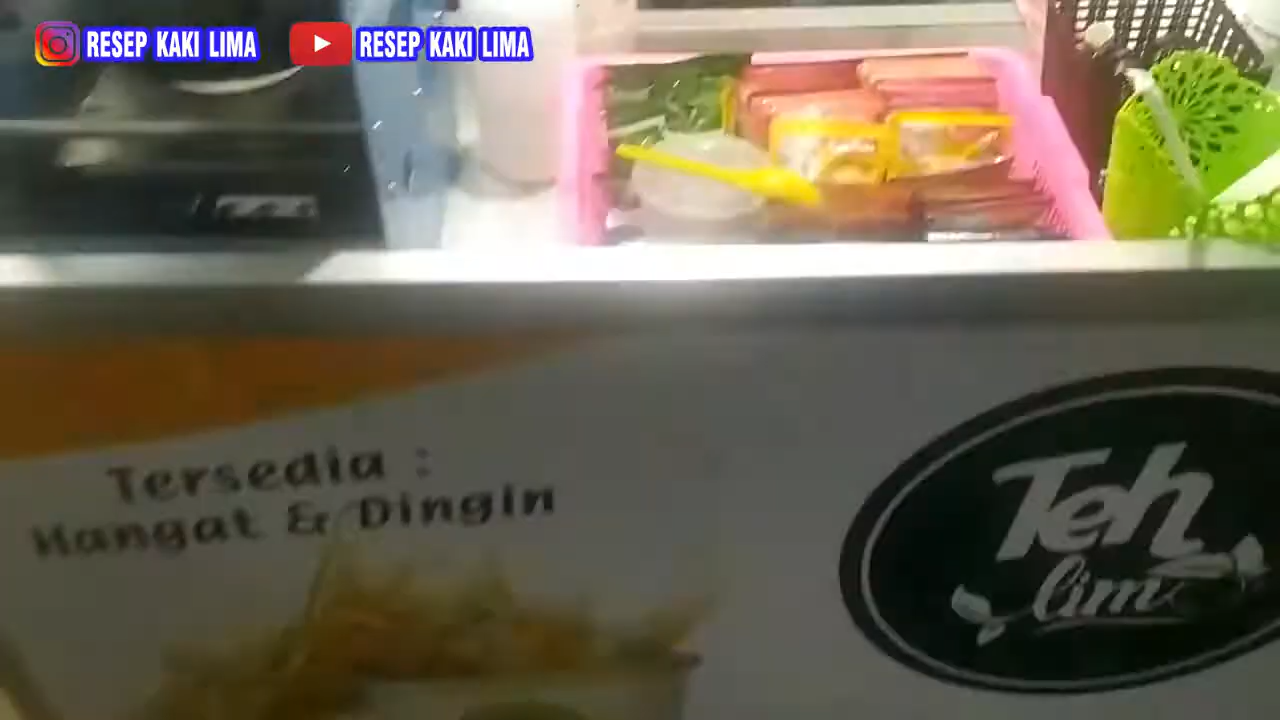 RESEP KAKI LIMA
RESEP KAKI LIMA
Tersedia :
Hangat & Dingin
Teh